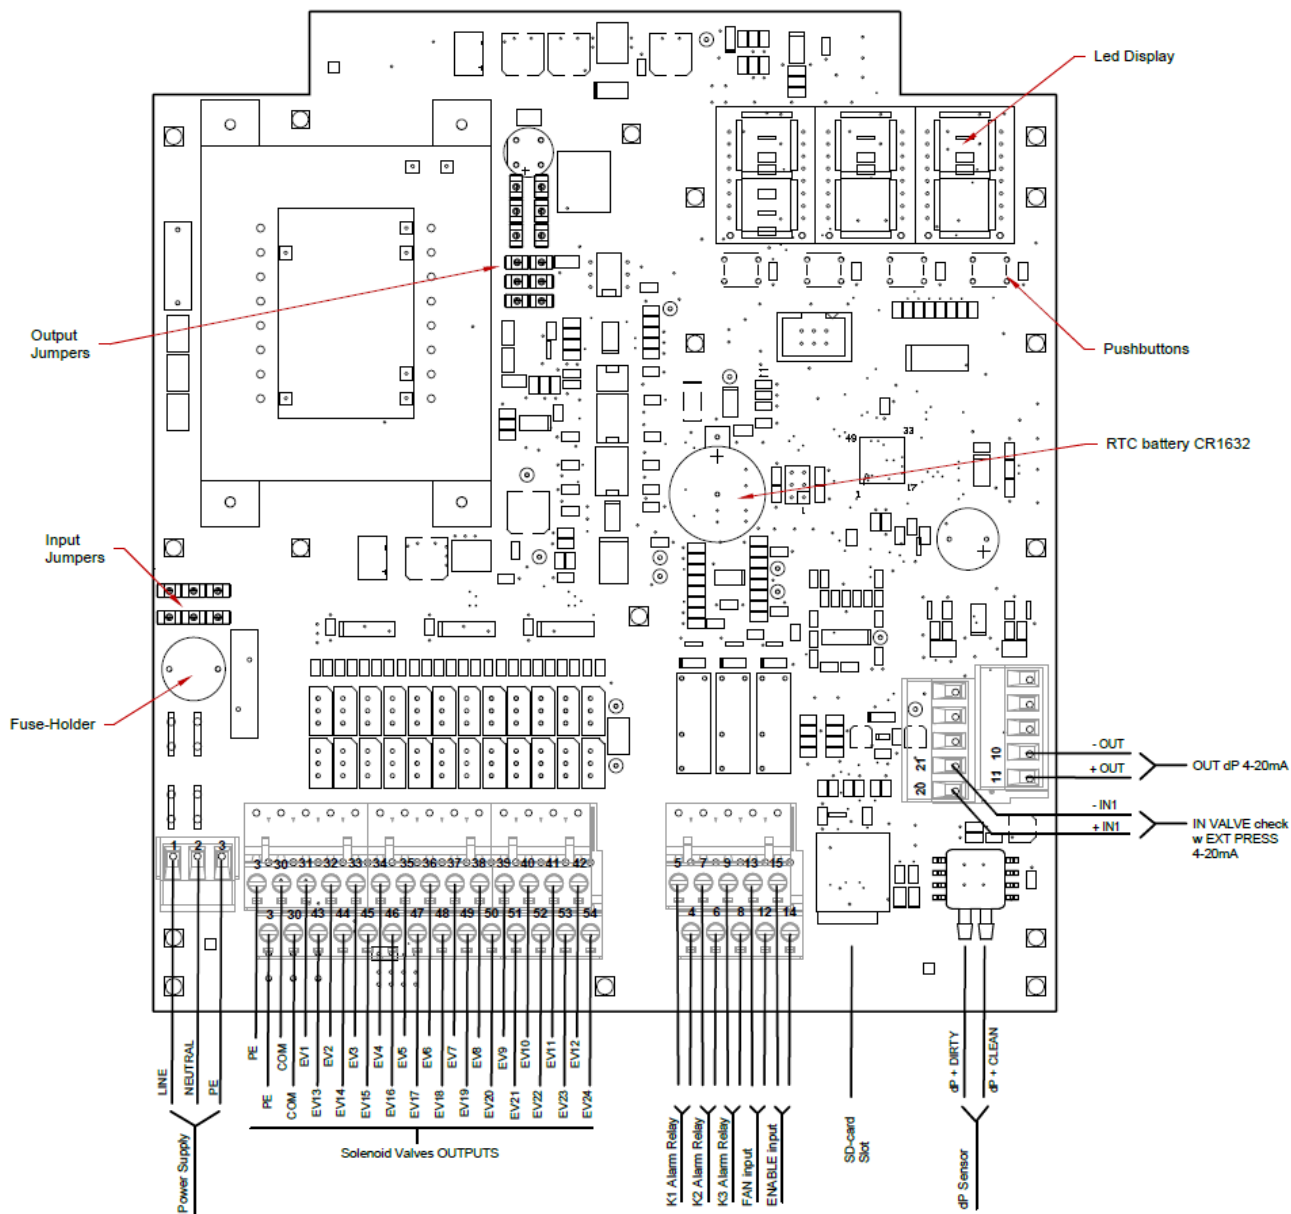 Led Display
Output
Jumpers
Pushbuttons
RTC battery CR1632
49
33
1
17
1
11
Input
Jumpers
Fuse-Holder
- OUT
+ OUT
OUT dP 4-20mA
- IN1
+ IN1
IN VALVE check
w EXT PRESS
4-20mA
10
11
21
20
1 2 3
3 30 31 32 33 34 35 36 37 38 39 40 41 42
3 30 43 44 45 46 47 48 49 50 51 52 53 54
5 7 9 13 15
4 6 8 12 14
LINE
NEUTRAL
PE
Power Supply
PE
COM
EV1
EV2
EV3
EV4
EV5
EV6
EV7
EV8
EV9
EV10
EV11
EV12
PE
COM
EV13
EV14
EV15
EV16
EV17
EV18
EV19
EV20
EV21
EV22
EV23
EV24
Solenoid Valves OUTPUTS
K1 Alarm Relay
K2 Alarm Relay
K3 Alarm Relay
FAN input
ENABLE input
SD-card
Slot
dP + DIRTY
dP + CLEAN
dP Sensor